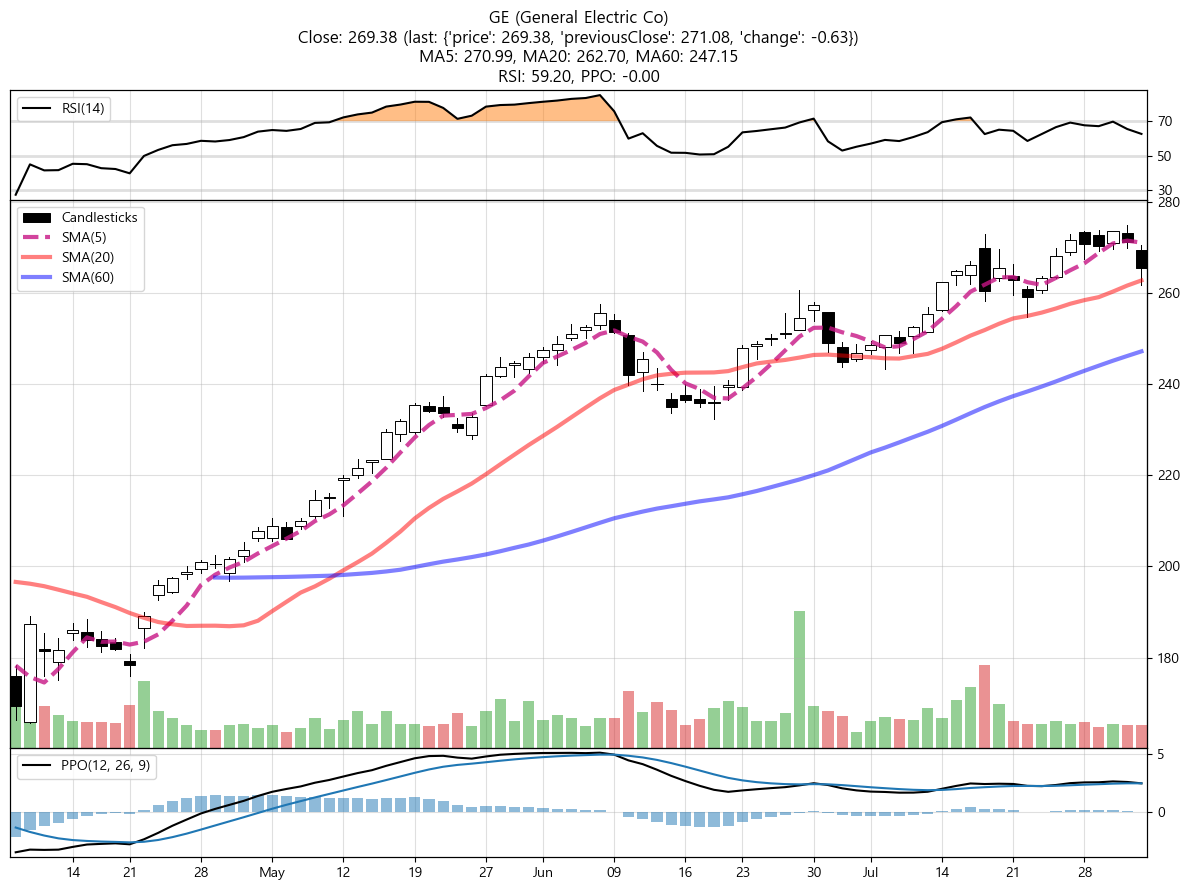 GE (General Electric Co)
Close: 269.38 (last: {'price': 269.38, 'previousClose': 271.08, 'change': -0.63})
MA5: 270.99, MA20: 262.70, MA60: 247.15
RSI: 59.20, PPO: -0.00
RSI(14)
70
50
30
280
Candlesticks
SMA(5)
SMA(20)
SMA(60)
260
240
220
200
180
PPO(12, 26, 9)
5
0
14 21 28 May 12 19 27 Jun 09 16 23 30 Jul 14 21 28